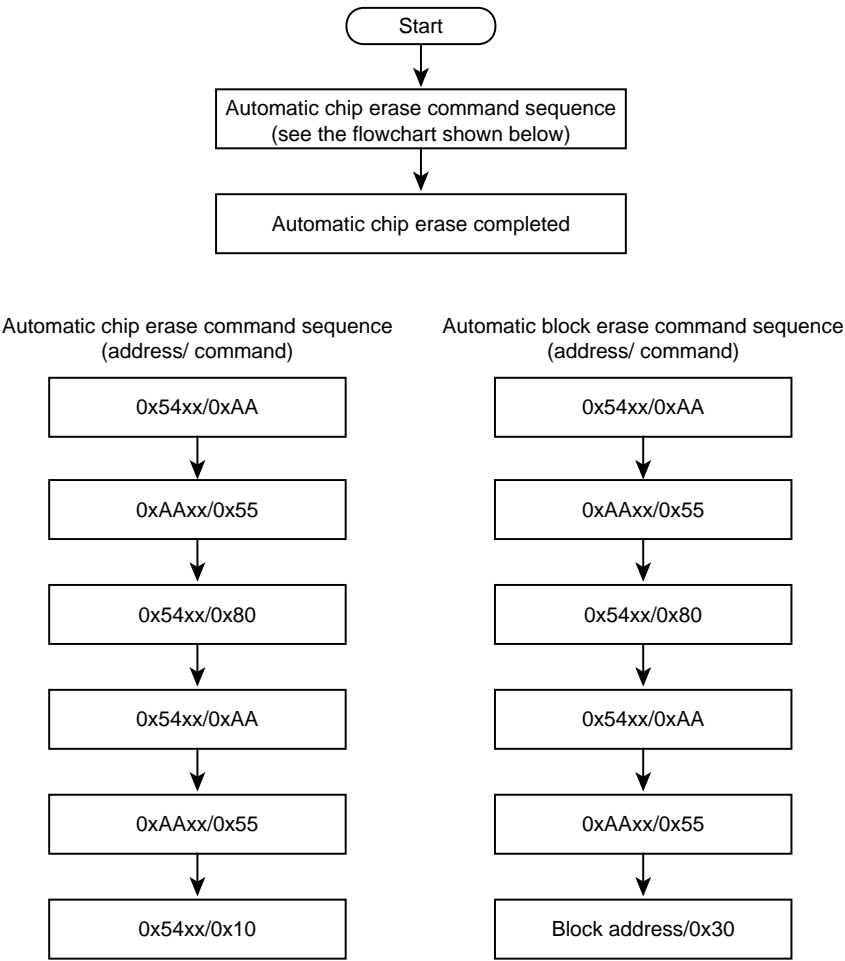 Start
Automatic chip erase command sequence
(see the flowchart shown below)
Automatic chip erase completed
Automatic chip erase command sequence
(address/ command)
0x54xx/0xAA
0xAAxx/0x55
0x54xx/0x80
0x54xx/0xAA
0xAAxx/0x55
0x54xx/0x10
Automatic block erase command sequence
(address/ command)
0x54xx/0xAA
0xAAxx/0x55
0x54xx/0x80
0x54xx/0xAA
0xAAxx/0x55
Block address/0x30